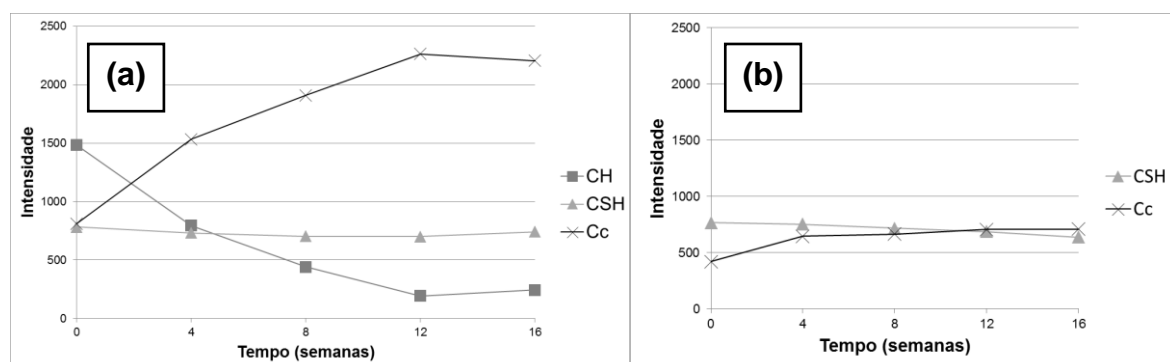 (a)
Intensidade
2500
2000
1500
1000
500
0
0 4 8 12 16
Tempo (semanas)
CH
CSH
Cc
(b)
Intensidade
2500
2000
1500
1000
500
0
0 4 8 12 16
Tempo (semanas)
CSH
Cc